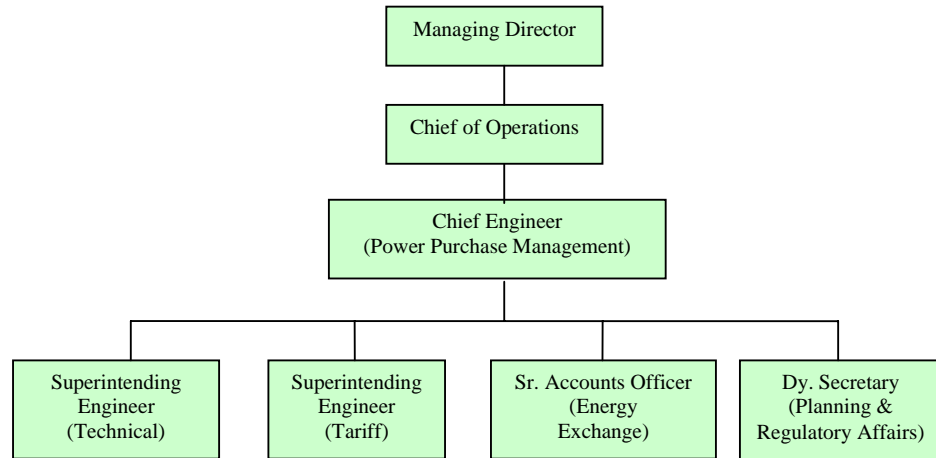 Managing Director
Chief of Operations
Chief Engineer
(Power Purchase Management)
Superintending
Engineer
(Technical)
Superintending
Engineer
(Tariff)
Sr. Accounts Officer
(Energy
Exchange)
Dy. Secretary
(Planning &
Regulatory Affairs)